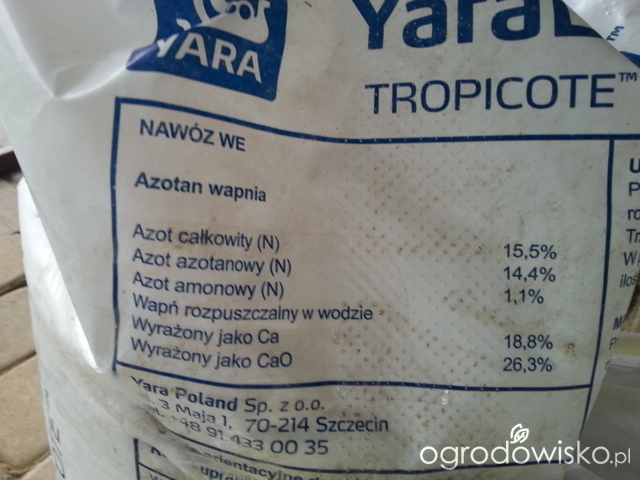 YARA
Yara
TROPICOTE™
NAWÓZ WE
Azotan wapnia
Azot całkowity (N) 15,5%
Azot azotanowy (N) 14,4%
Azot amonowy (N) 1,1%
Wapń rozpuszczalny w wodzie
Wyrażony jako Ca 18,8%
Wyrażony jako CaO 26,3%
Yara Poland Sp. z o.o.
3 Maja 1, 70-214 Szczecin
48 91 433 00 35
ogrodowisko.pl